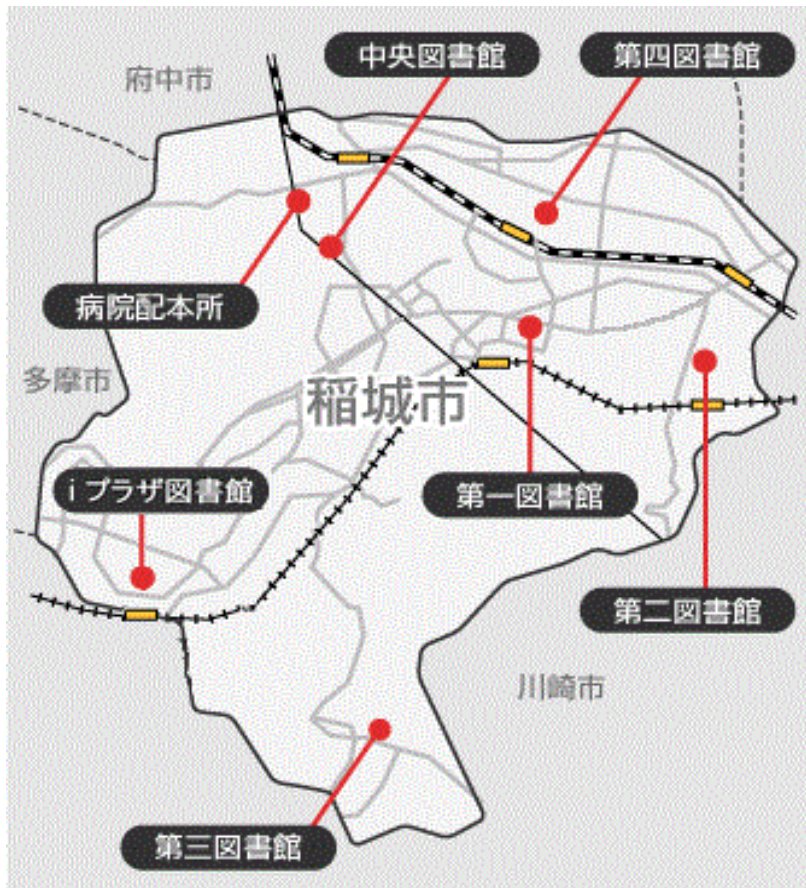 中央図書館
第四図書館
府中市
病院配本所
多摩市
稲城市
iプラザ図書館
第一図書館
第二図書館
川崎市
第三図書館